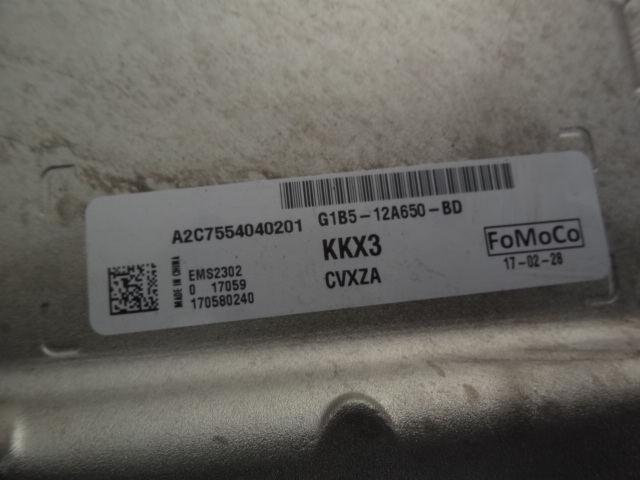 A2C7554040201 G1B5-12A650-BD
MADE IN CHINA
EMS2302
0 17059
170580240
KKX3
CVXZA
FoMoCo
17-02-28